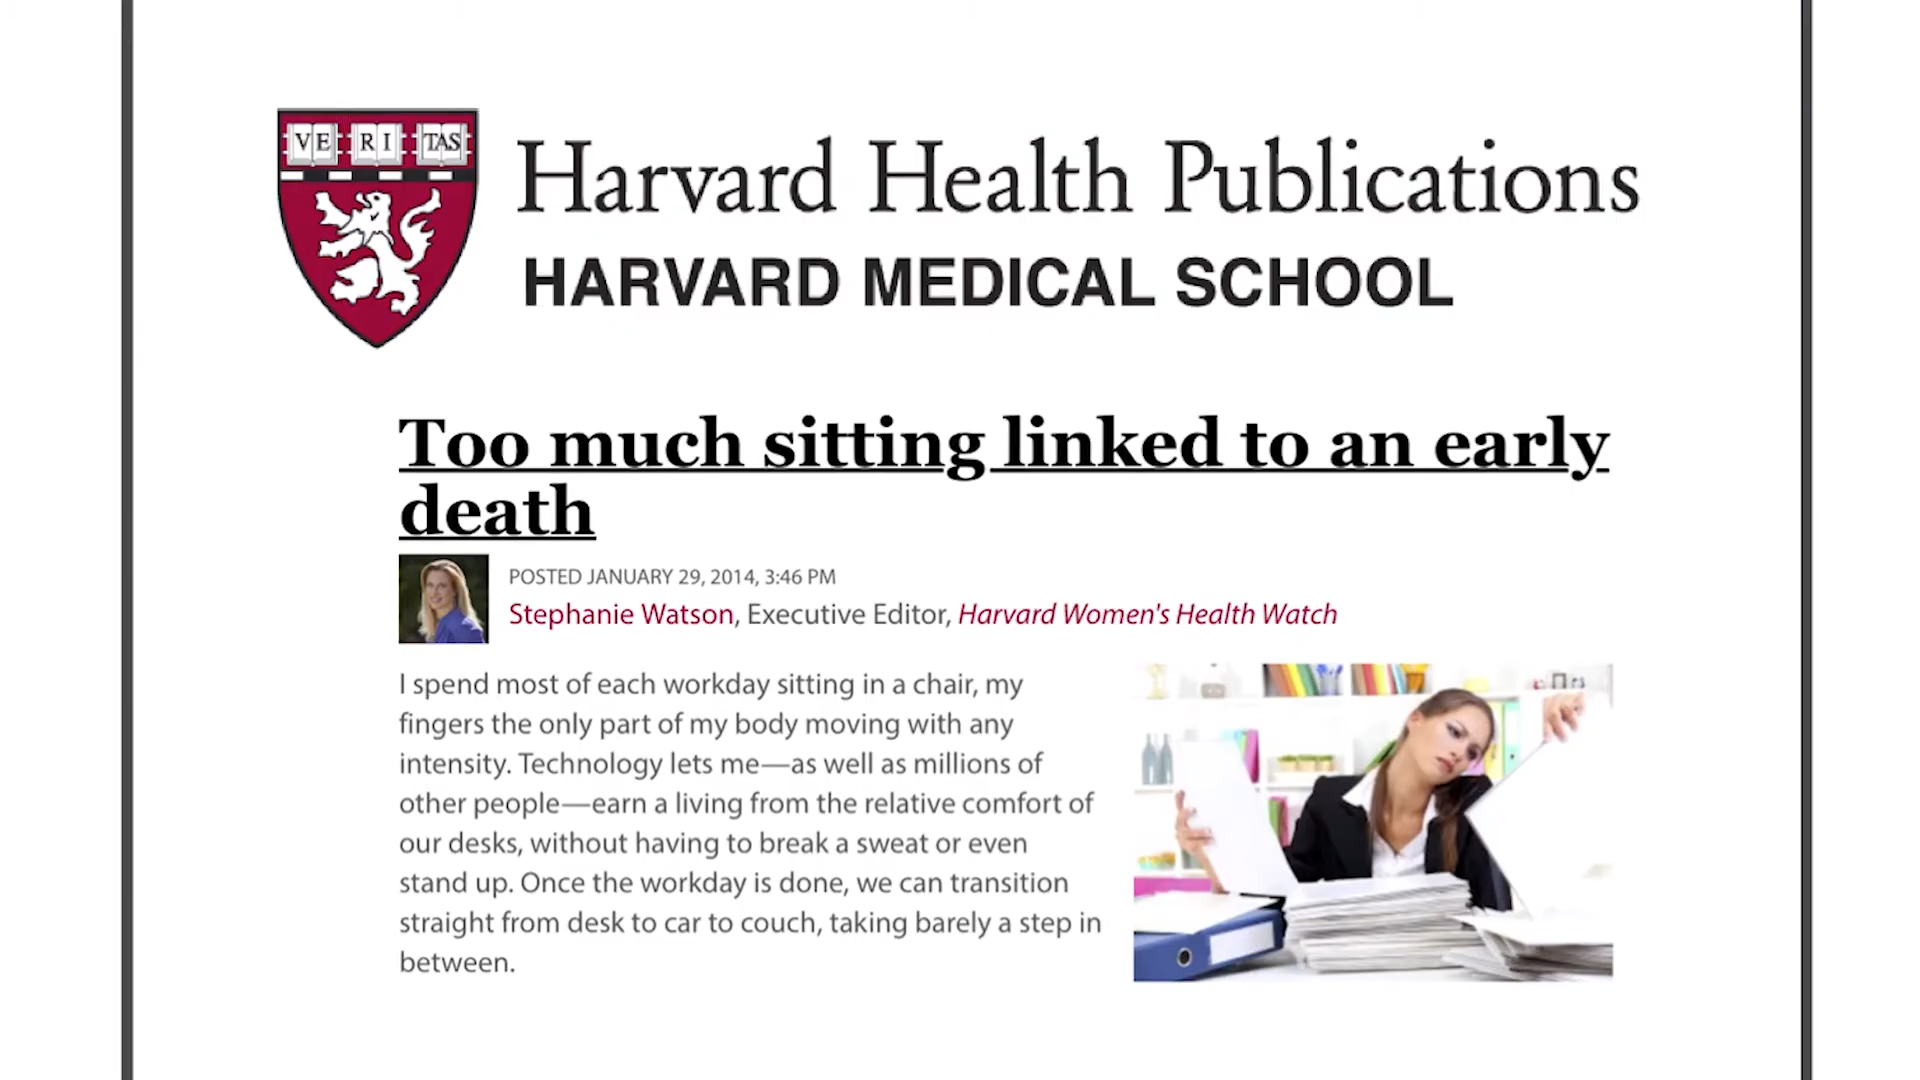 VE RI TAS
Harvard Health Publications
HARVARD MEDICAL SCHOOL
Too much sitting linked to an early
death
POSTED JANUARY 29, 2014, 3:46 PM
Stephanie Watson, Executive Editor, Harvard Women's Health Watch
I spend most of each workday sitting in a chair, my
fingers the only part of my body moving with any
intensity. Technology lets me—as well as millions of
other people—earn a living from the relative comfort of
our desks, without having to break a sweat or even
stand up. Once the workday is done, we can transition
straight from desk to car to couch, taking barely a step in
between.